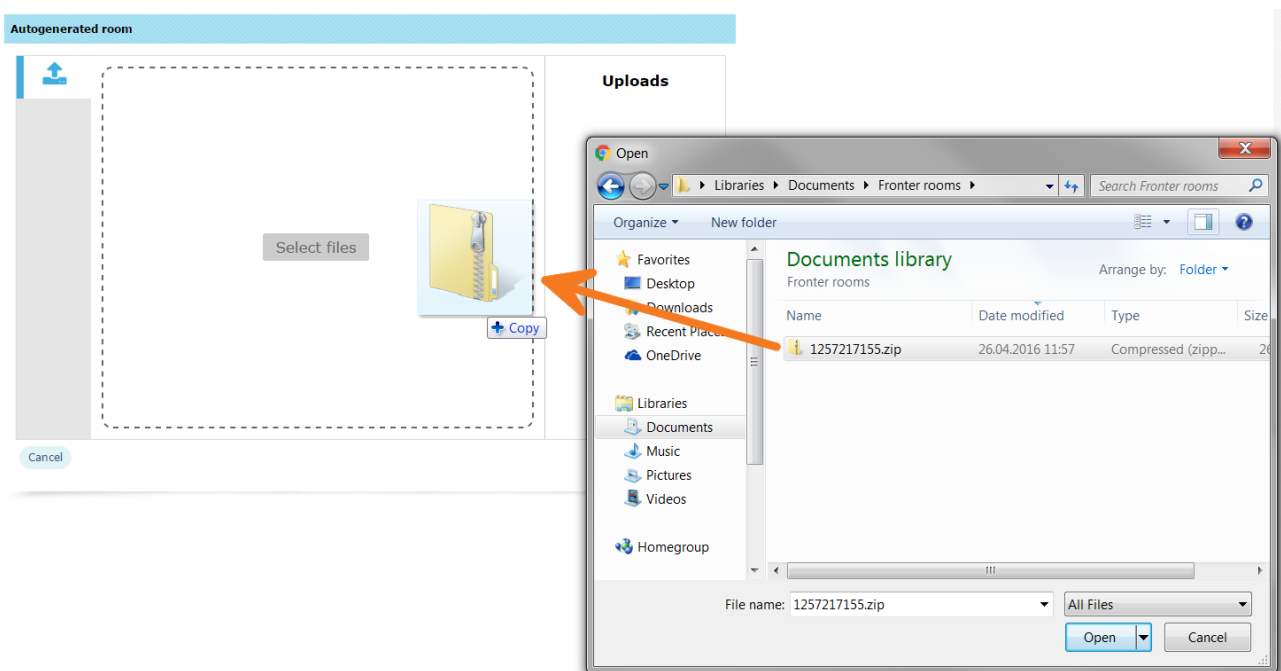 Autogenerated room
Uploads
Select files
Copy
Cancel
Open
Libraries Documents Fronter rooms
Search Fronter rooms
Organize New folder
Favorites
Desktop
Downloads
Recent
OneDrive
Libraries
Documents
Music
Pictures
Videos
Homegroup
Documents library
Fronter rooms
Arrange by: Folder
Name Date modified Type Size
1257217155.zip 26.04.2016 11:57 Compressed (zipp... 26
File name: 1257217155.zip All Files
Open Cancel